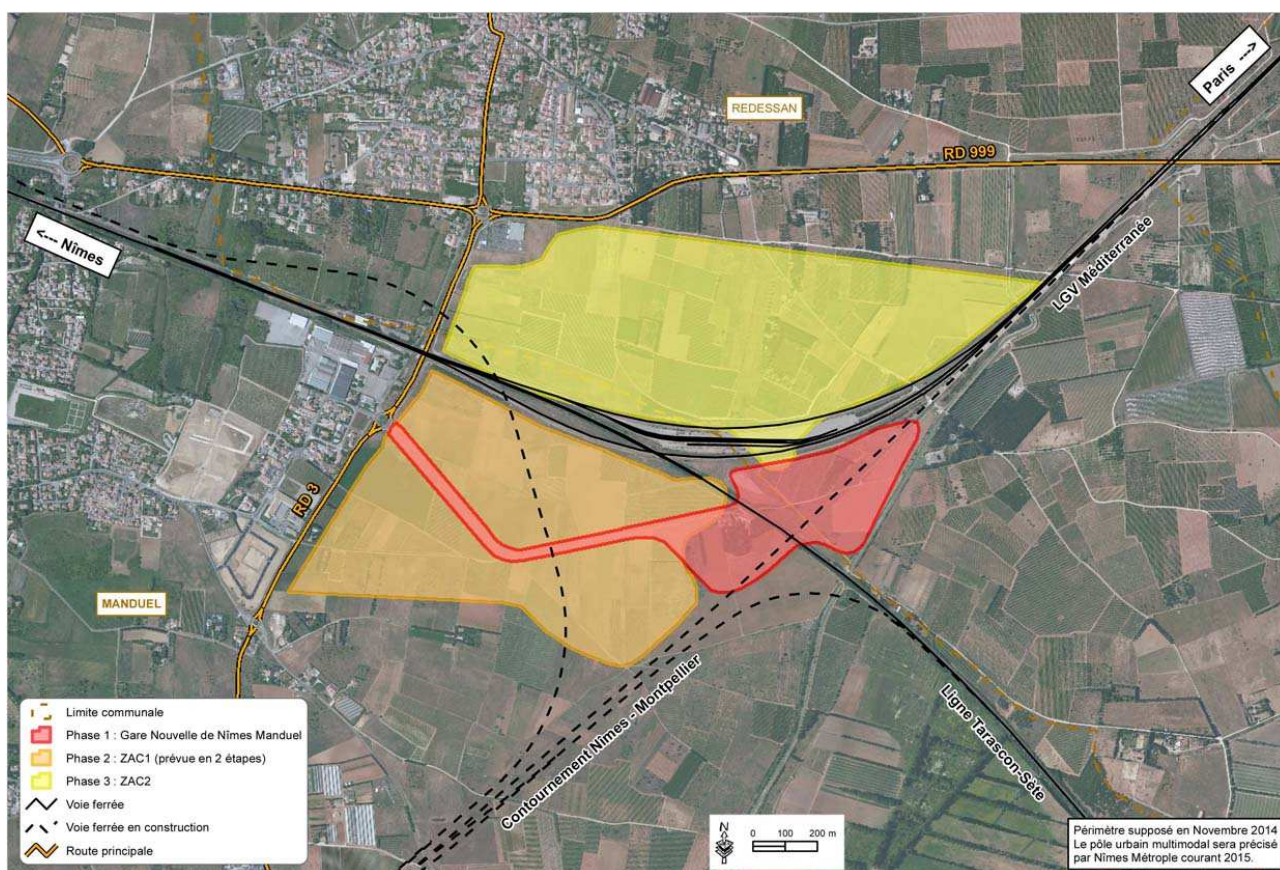 REDESSAN
Paris --->
RD 999
<--- Nîmes
LGV Méditerranée
RD 3
MANDUEL
Contournement Nîmes - Montpellier
Ligne Tarascon-Sète
Limite communale
Phase 1 : Gare Nouvelle de Nîmes Manduel
Phase 2 : ZAC1 (prévue en 2 étapes)
Phase 3 : ZAC2
Voie ferrée
Voie ferrée en construction
Route principale
N
0 100 200 m
Périmètre supposé en Novembre 2014
Le pôle urbain multimodal sera précisé
par Nîmes Métrople courant 2015.